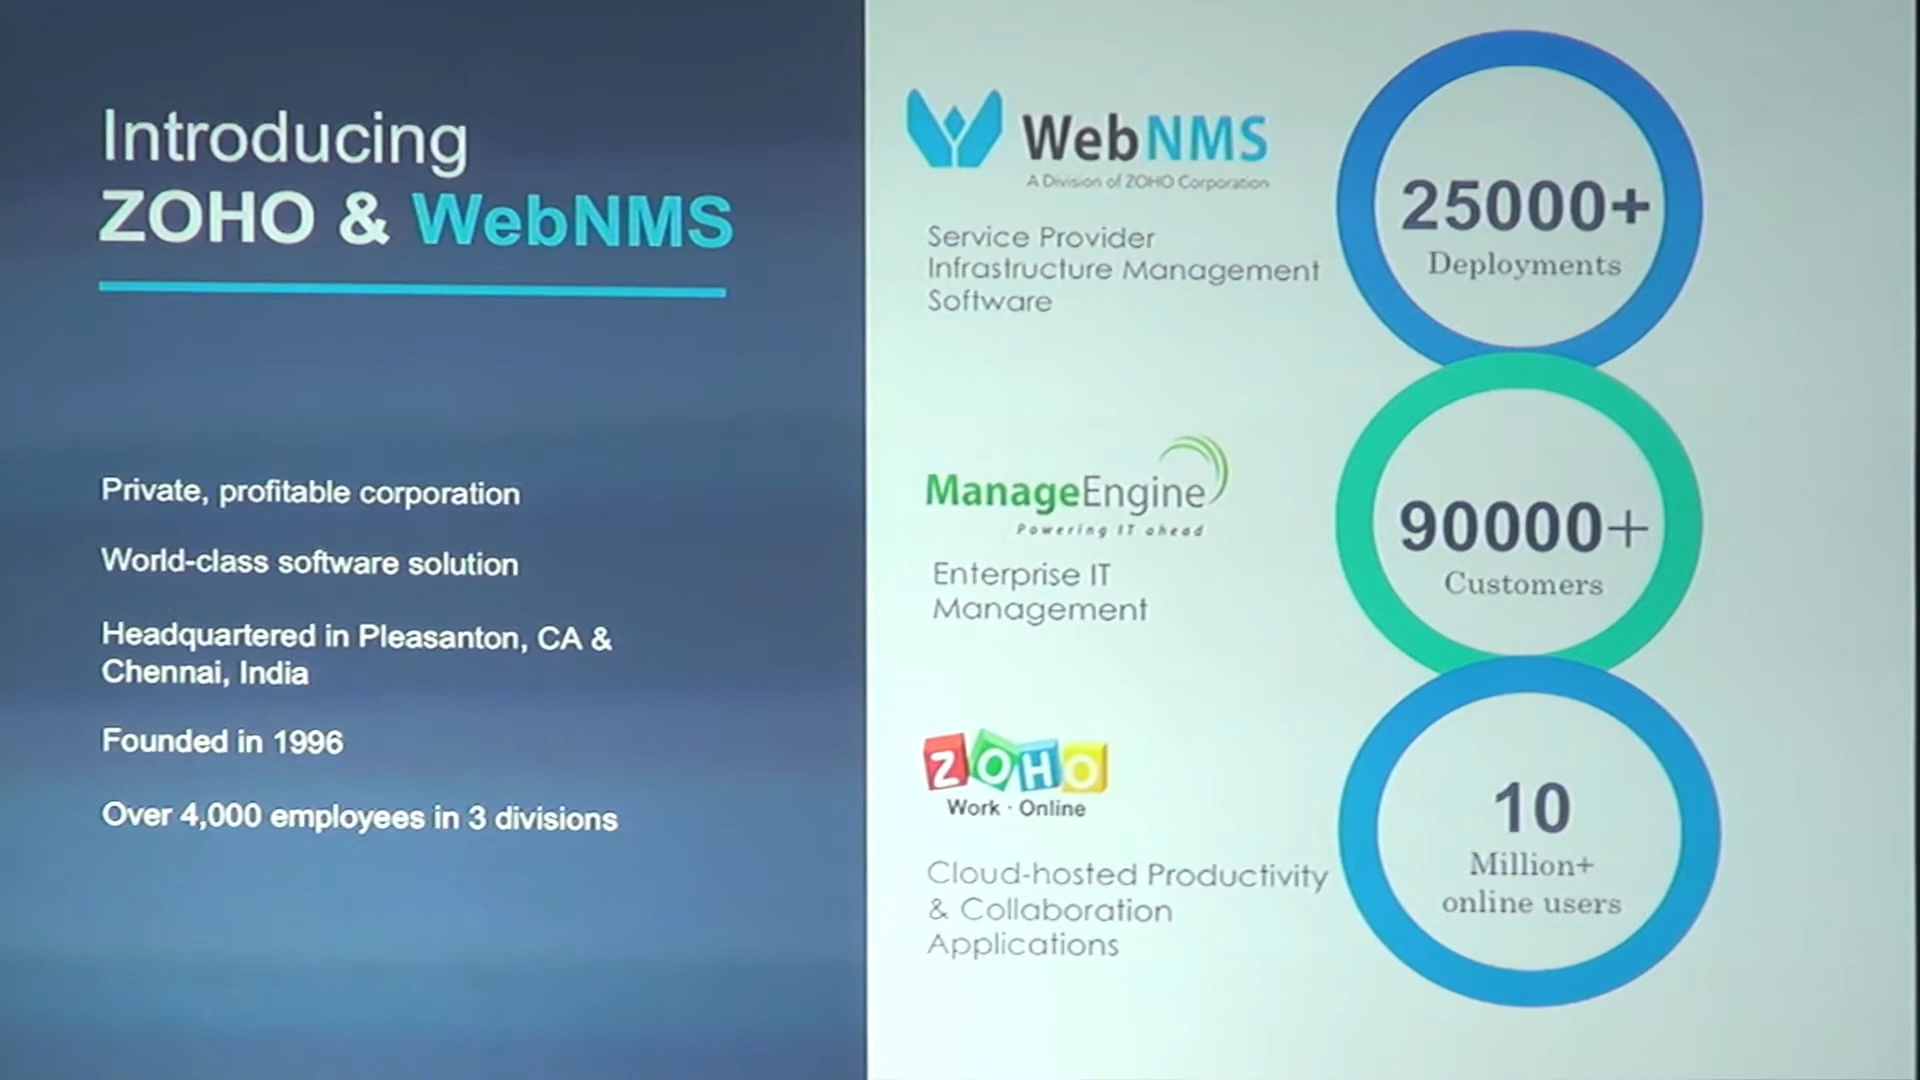 Introducing
ZOHO & WebNMS
Private, profitable corporation
World-class software solution
Headquartered in Pleasanton, CA &
Chennai, India
Founded in 1996
Over 4,000 employees in 3 divisions
WebNMS
A Division of ZOHO Corporation
Service Provider
Infrastructure Management
Software
25000+
Deployments
ManageEngine
Powering IT ahead
Enterprise IT
Management
90000+
Customers
ZOHO
Work · Online
Cloud-hosted Productivity
& Collaboration
Applications
10
Million+
online users